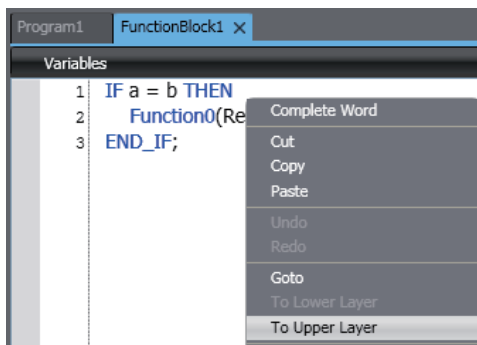 Program1 FunctionBlock1 ×
Variables
1 IF a = b THEN
2 Function0(Re
3 END_IF;
Complete Word
Cut
Copy
Paste
Undo
Redo
Goto
To Lower Layer
To Upper Layer